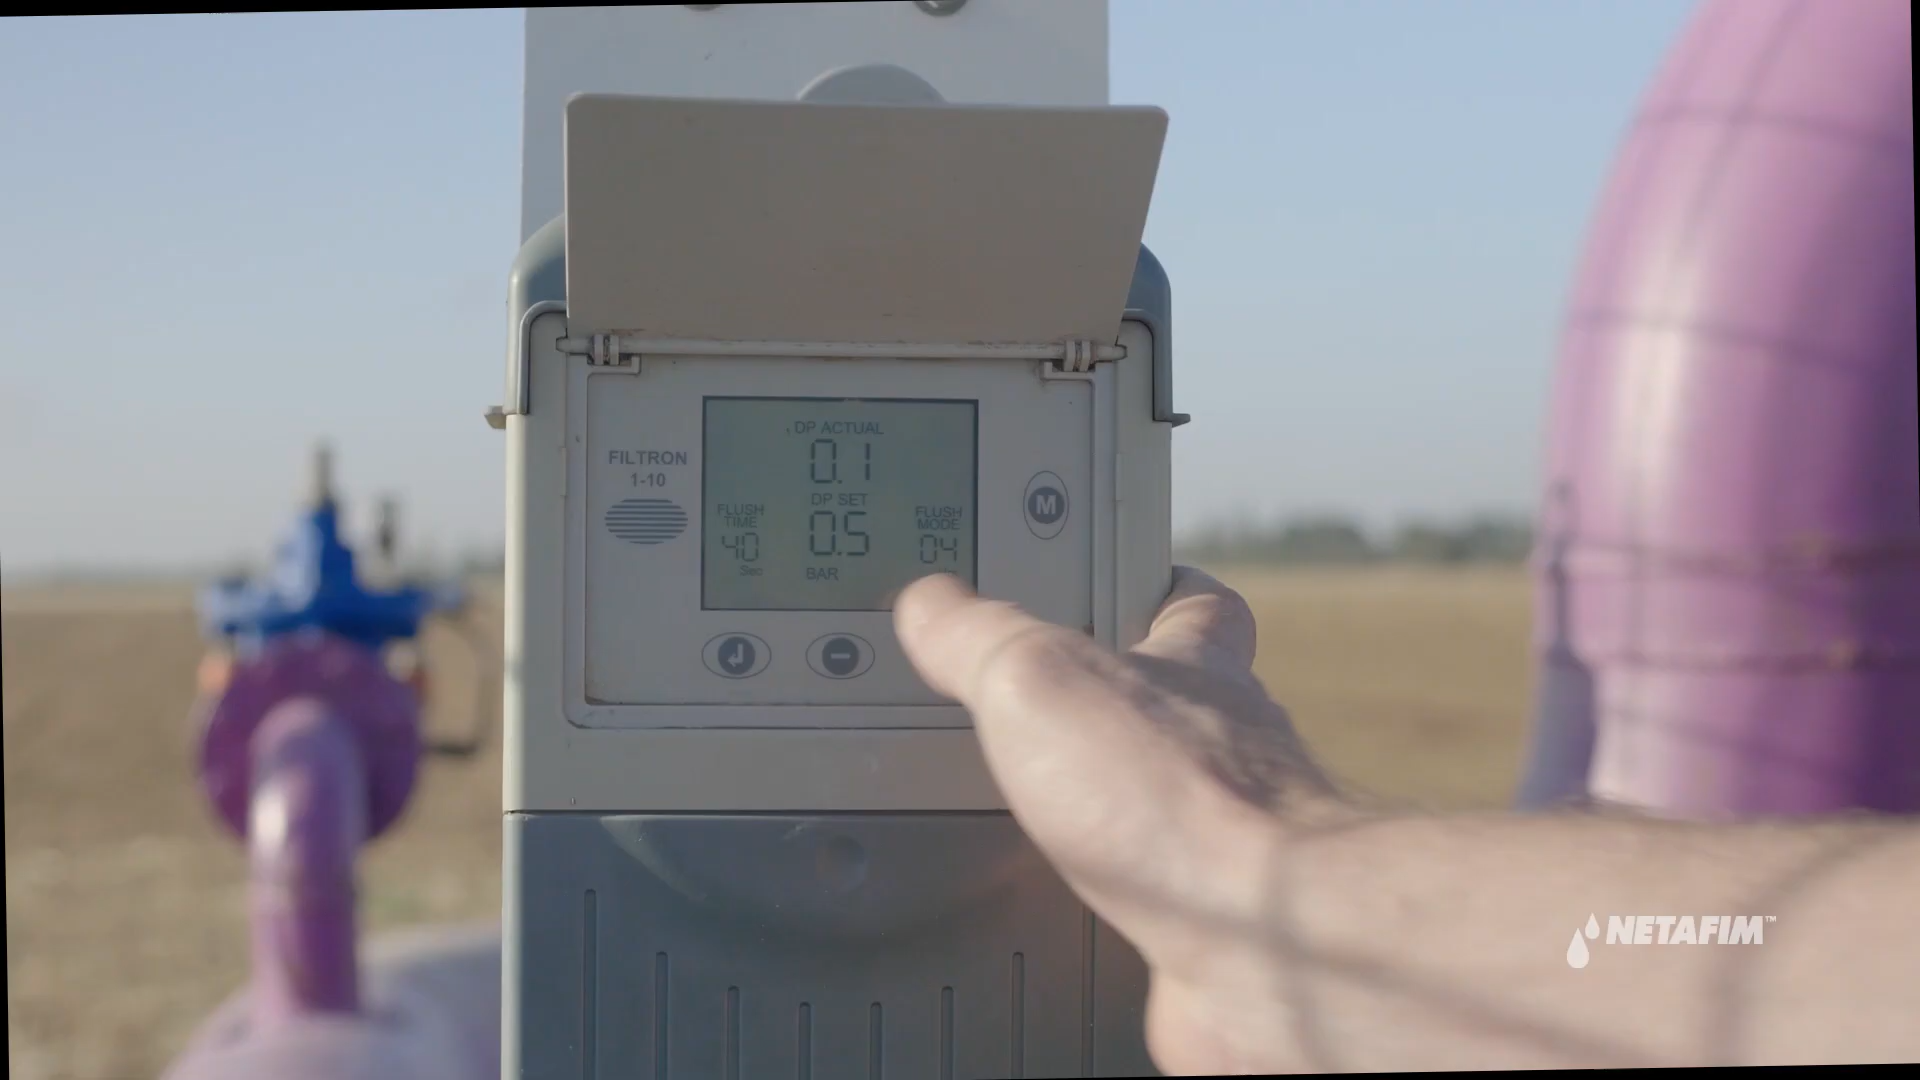 DP ACTUAL
0.1
FILTRON
1-10
DP SET
0.5
FLUSH
TIME
40
Sec
FLUSH
MODE
04
BAR
M
NETAFIM™